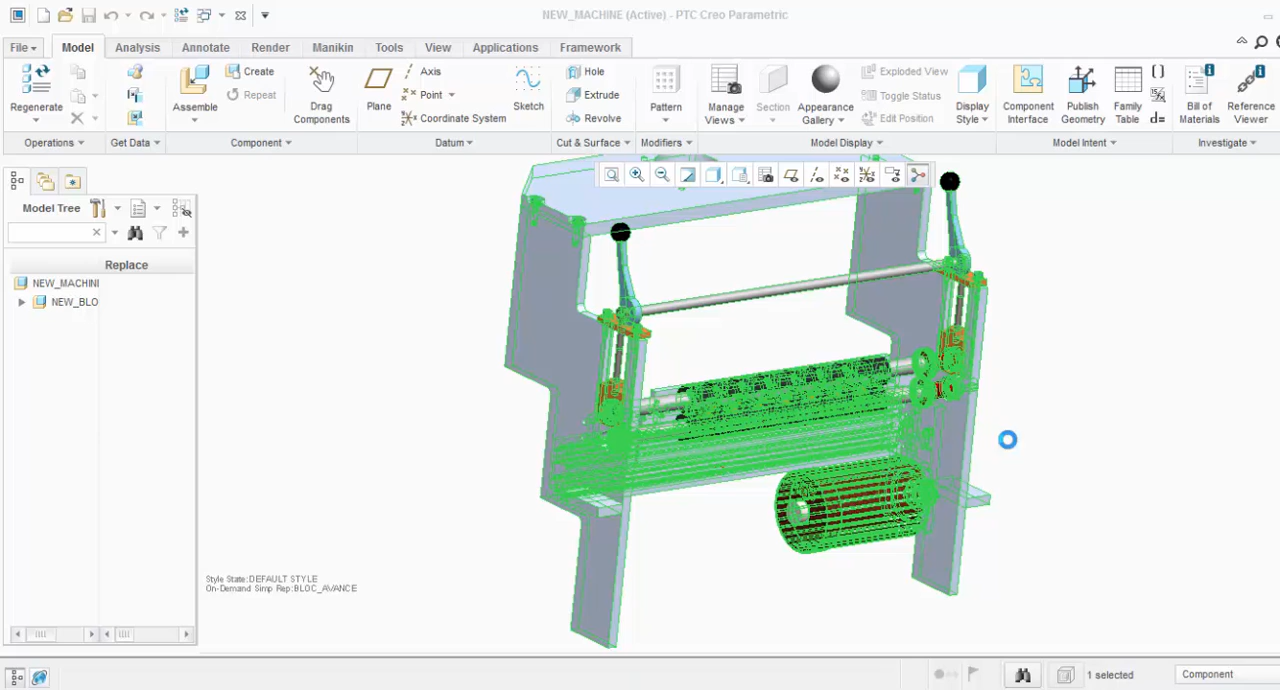 NEW_MACHINE (Active) - PTC Creo Parametric
File Model Analysis Annotate Render Manikin Tools View Applications Framework
Regenerate
Assemble
Create
Repeat
Drag
Components
Plane
Axis
Point
Coordinate System
Sketch
Hole
Extrude
Revolve
Pattern
Manage
Views
Section
Appearance
Gallery
Exploded View
Toggle Status
Edit Position
Display
Style
Component
Interface
Publish
Geometry
Family
Table
d=
Bill of
Materials
Reference
Viewer
Operations Get Data Component Datum Cut & Surface Modifiers Model Display Model Intent Investigate
Model Tree
Replace
NEW_MACHINI
NEW_BLO
Style State:DEFAULT STYLE
On-Demand Simp Rep:BLOC_AVANCE
1 selected
Component